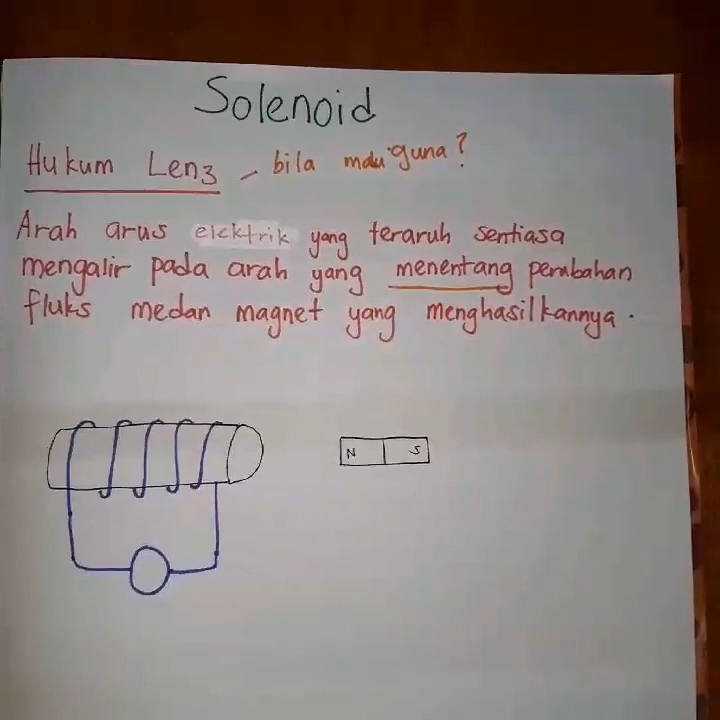 Solenoid
Hukum Lenz - bila mau guna?
Arah arus elektrik yang teraruh sentiasa
mengalir pada arah yang menentang perubahan
fluks medan magnet yang menghasilkannya.
N S